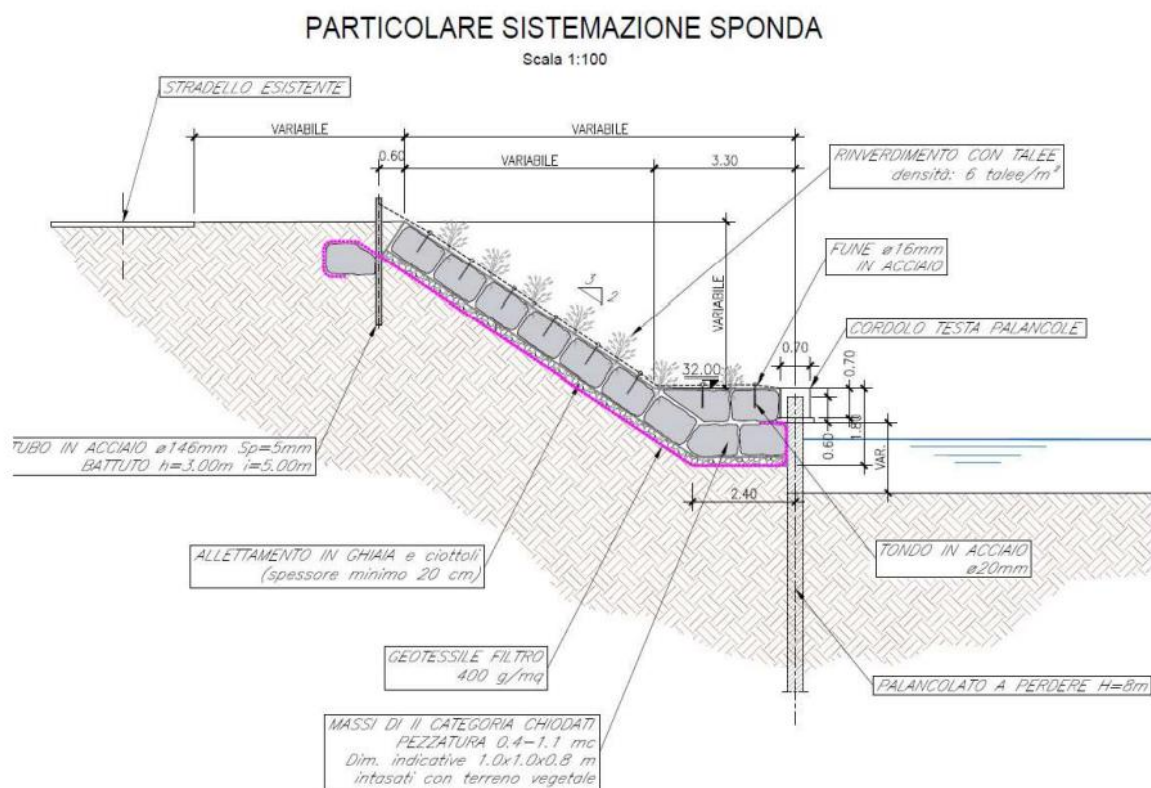 PARTICOLARE SISTEMAZIONE SPONDA
Scala 1:100
STRADELLO ESISTENTE
VARIABILE
VARIABILE
0.60
VARIABILE
3.30
RINVERDIMENTO CON TALEE
densità: 6 talee/m²
FUNE ø16mm
IN ACCIAIO
3
2
VARIABILE
CORDOLO TESTA PALANCOLE
0.70
0.70
32.00
1.80
0.60
VAR.
TUBO IN ACCIAIO ø146mm Sp=5mm
BATTUTO h=3.00m i=5.00m
2.40
ALLETTAMENTO IN GHIAIA e ciottoli
(spessore minimo 20 cm)
TONDO IN ACCIAIO
ø20mm
GEOTESSILE FILTRO
400 g/mq
PALANCOLATO A PERDERE H=8m
MASSI DI II CATEGORIA CHIODATI
PEZZATURA 0.4-1.1 mc
Dim. indicative 1.0x1.0x0.8 m
intasati con terreno vegetale